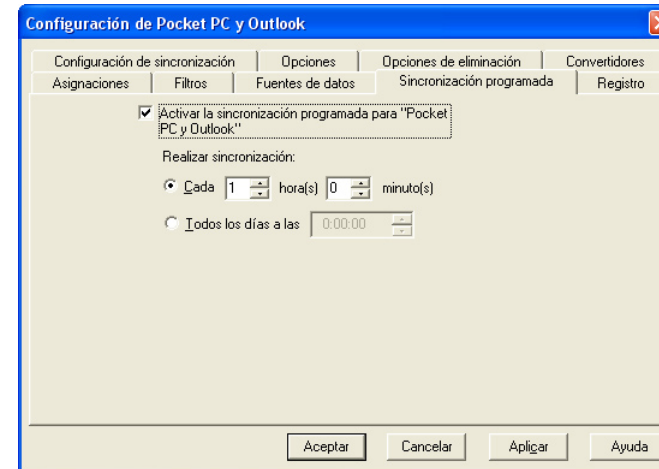 Configuración de Pocket PC y Outlook
Configuración de sincronización Opciones Opciones de eliminación Convertidores
Asignaciones Filtros Fuentes de datos Sincronización programada Registro
Activar la sincronización programada para "Pocket
PC y Outlook"
Realizar sincronización:
Cada 1 hora(s) 0 minuto(s)
Todos los días a las 0:00:00
Aceptar Cancelar Aplicar Ayuda